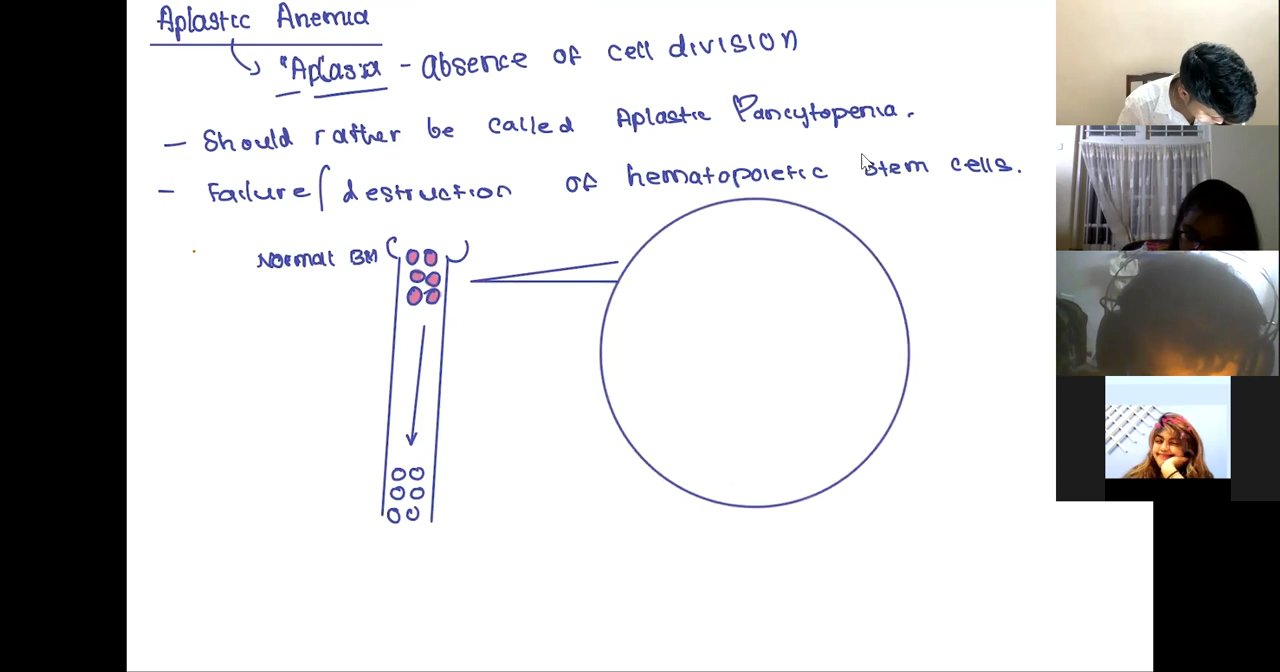 Aplastic Anemia
"Aplasia - absence of cell division
- Should rather be called Aplastic Pancytopenia.
- Failure / destruction of hematopoietic stem cells.
Normal BM